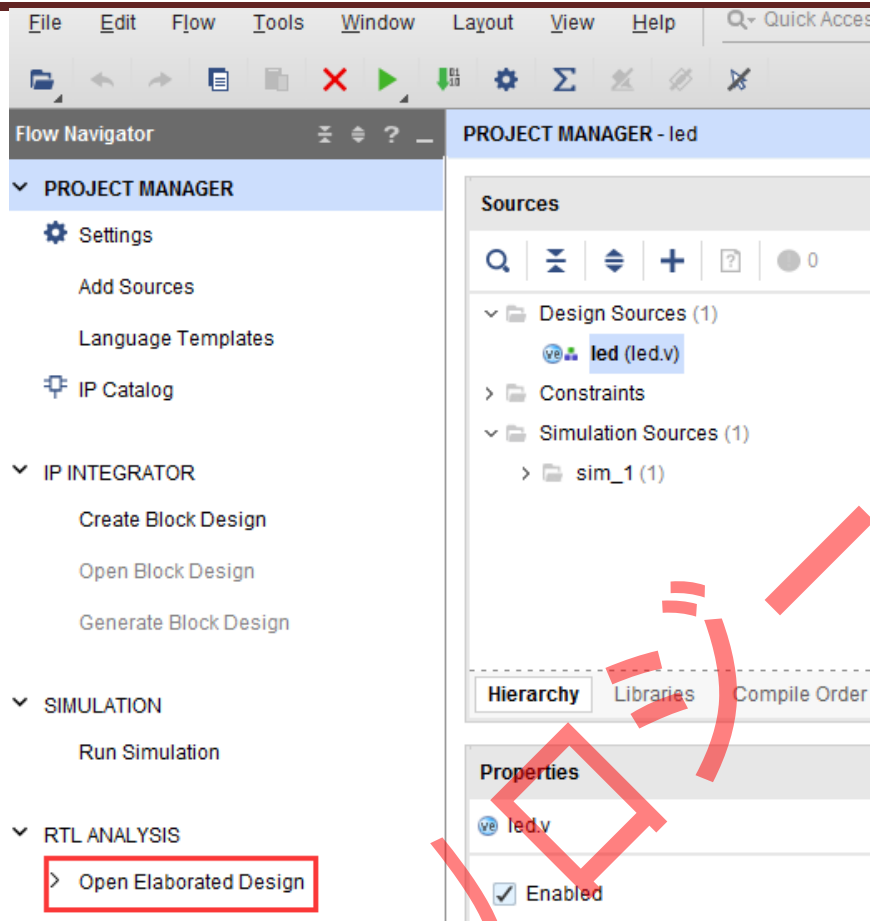 File Edit Flow Tools Window Layout View Help Quick Acces
Flow Navigator ?
PROJECT MANAGER - led
PROJECT MANAGER
Settings
Add Sources
Language Templates
IP Catalog
IP INTEGRATOR
Create Block Design
Open Block Design
Generate Block Design
SIMULATION
Run Simulation
RTL ANALYSIS
Open Elaborated Design
Sources
? 0
Design Sources (1)
led (led.v)
Constraints
Simulation Sources (1)
sim_1 (1)
Hierarchy Libraries Compile Order
Properties
led.v
Enabled
ロジー